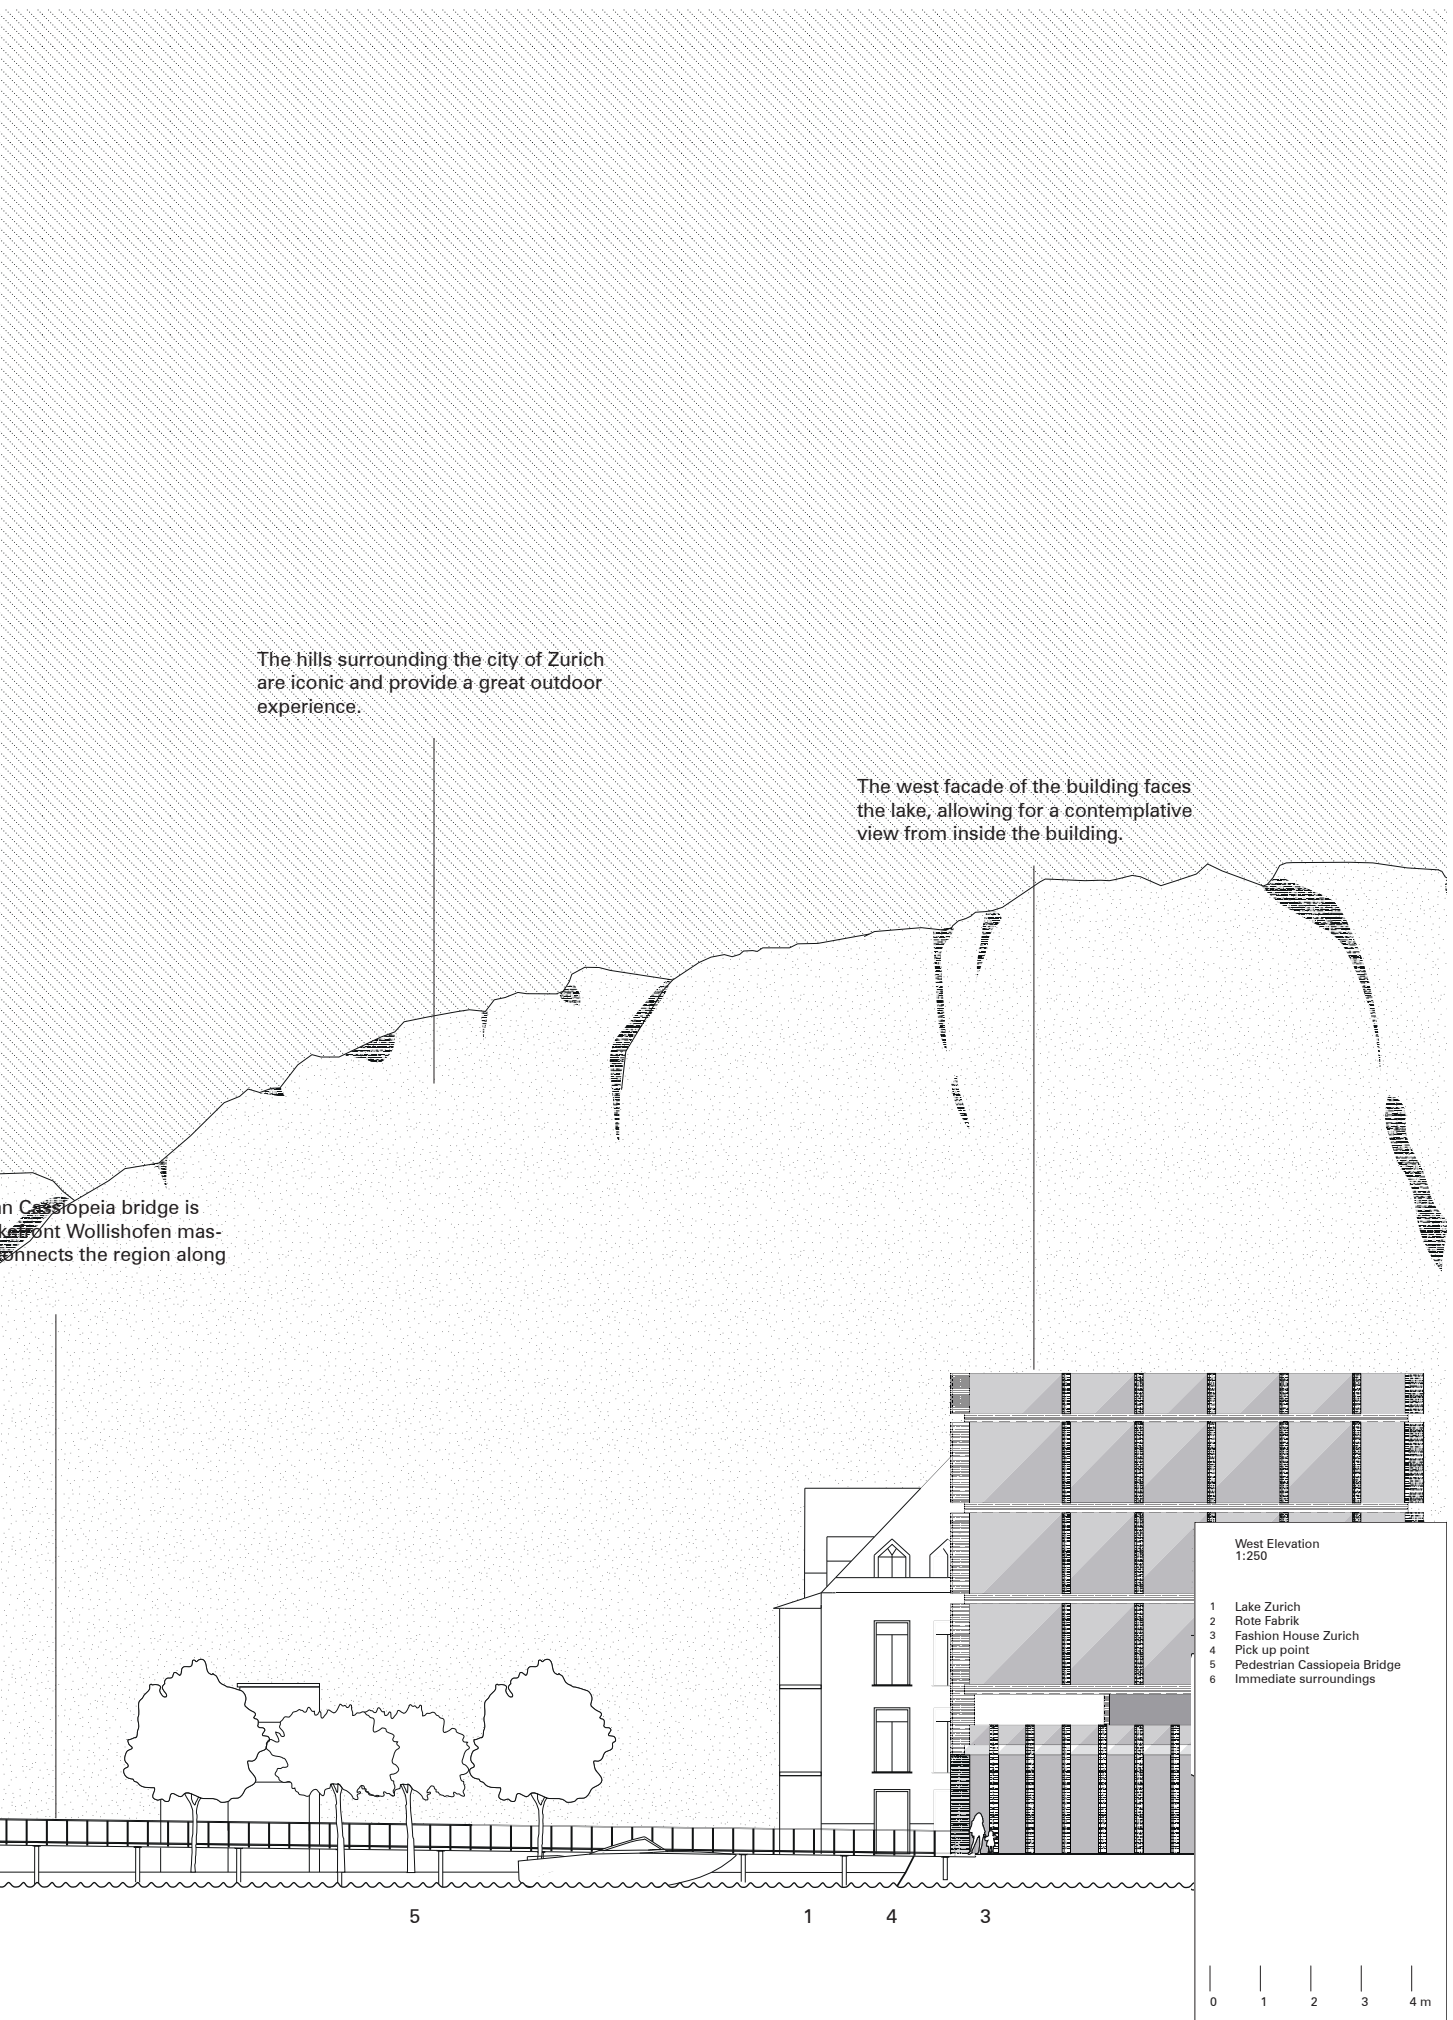 The hills surrounding the city of Zurich
are iconic and provide a great outdoor
experience.
The west facade of the building faces
the lake, allowing for a contemplative
view from inside the building.
Cassiopeia bridge is
Wollishofen mas-
the region along
West Elevation
1:250
1 Lake Zurich
2 Rote Fabrik
3 Fashion House Zurich
4 Pick up point
5 Pedestrian Cassiopeia Bridge
6 Immediate surroundings
5 1 4 3
0 1 2 3 4 m